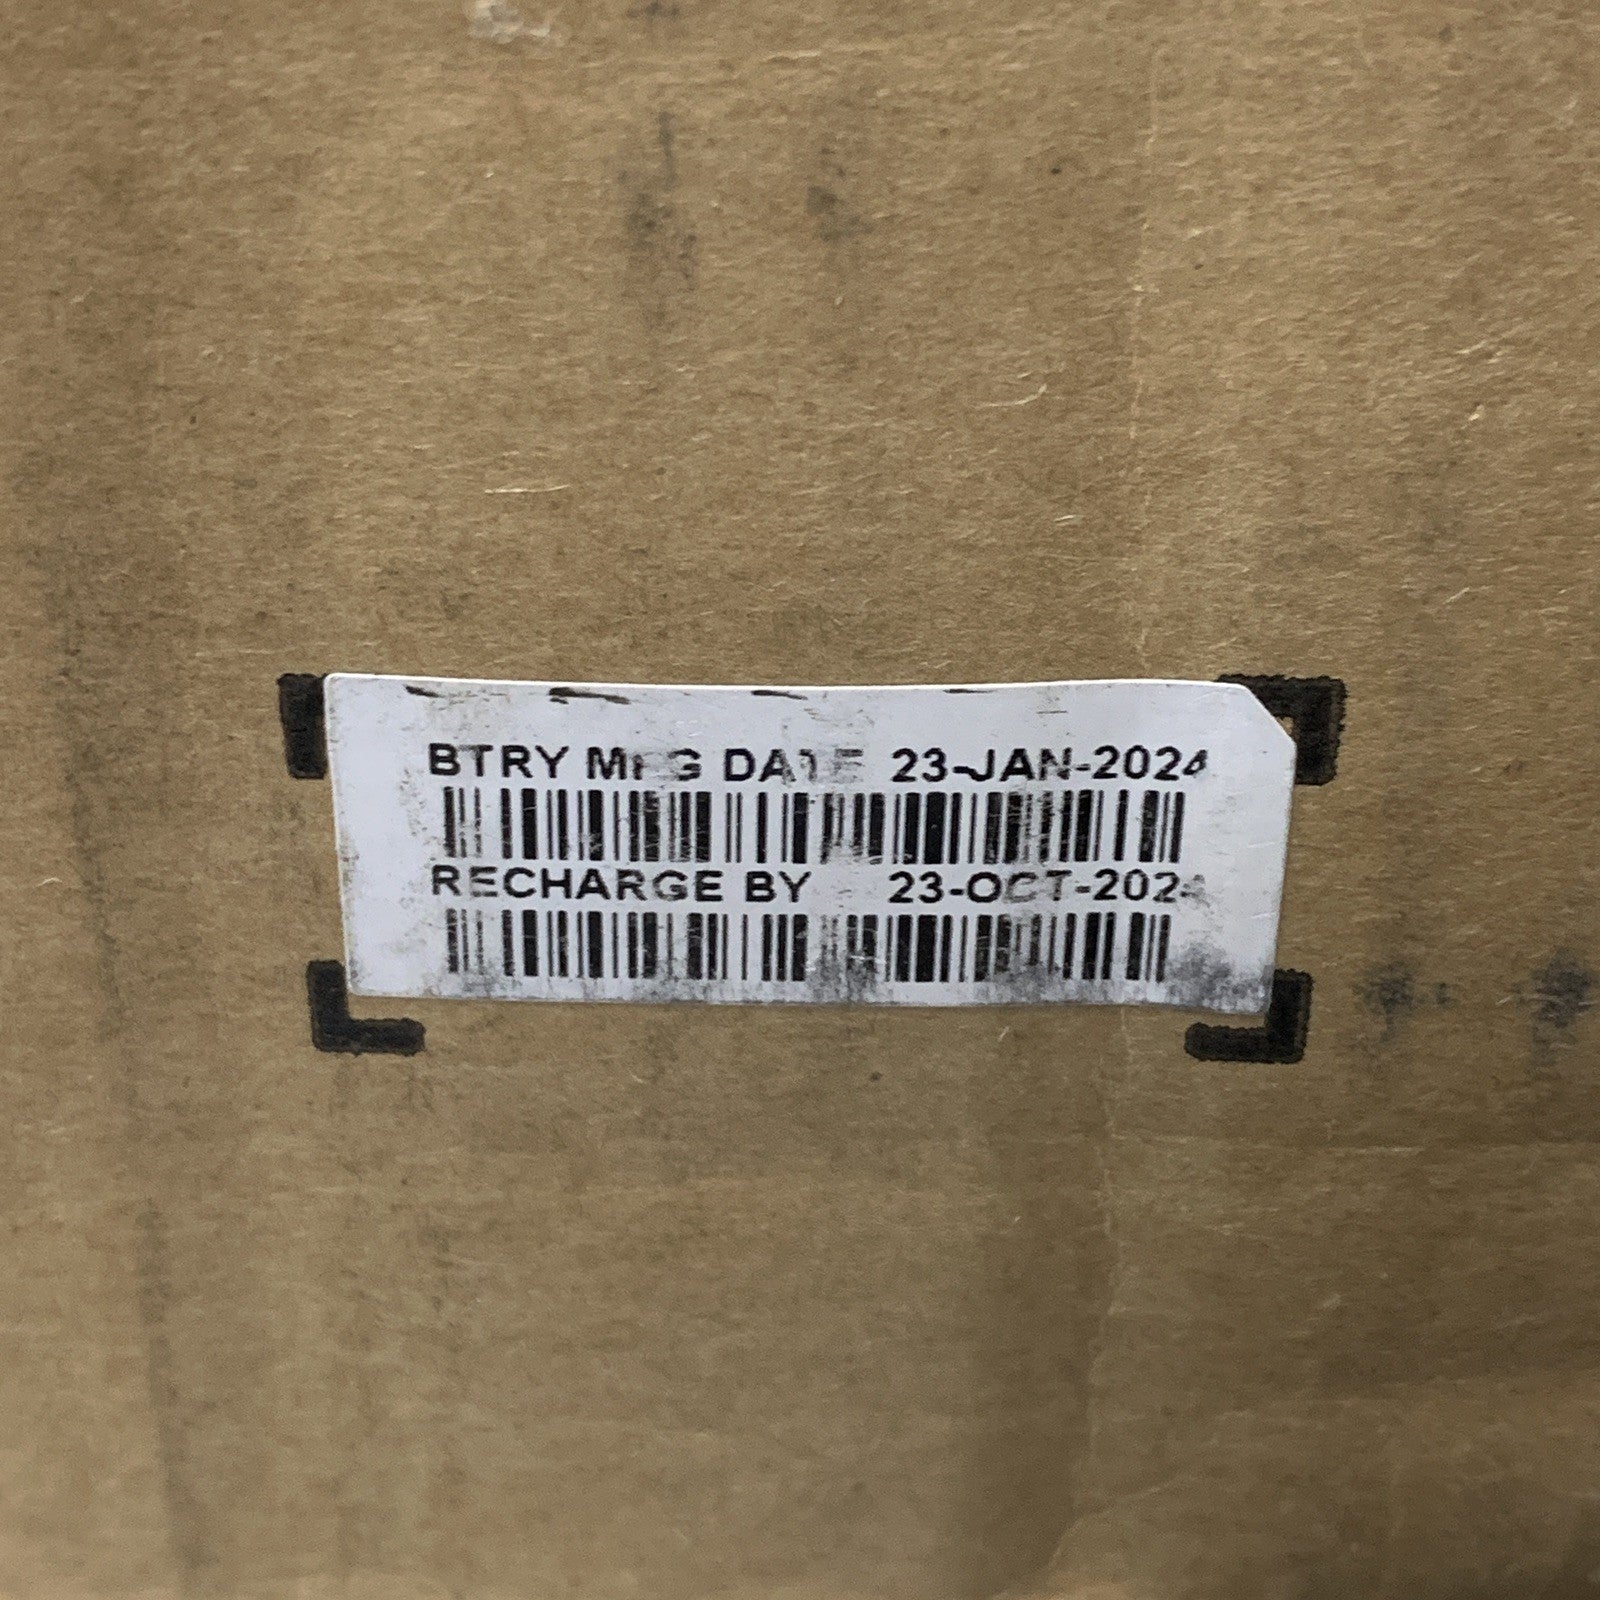 BTRY MFG DATE 23-JAN-2024
RECHARGE BY 23-OCT-2024